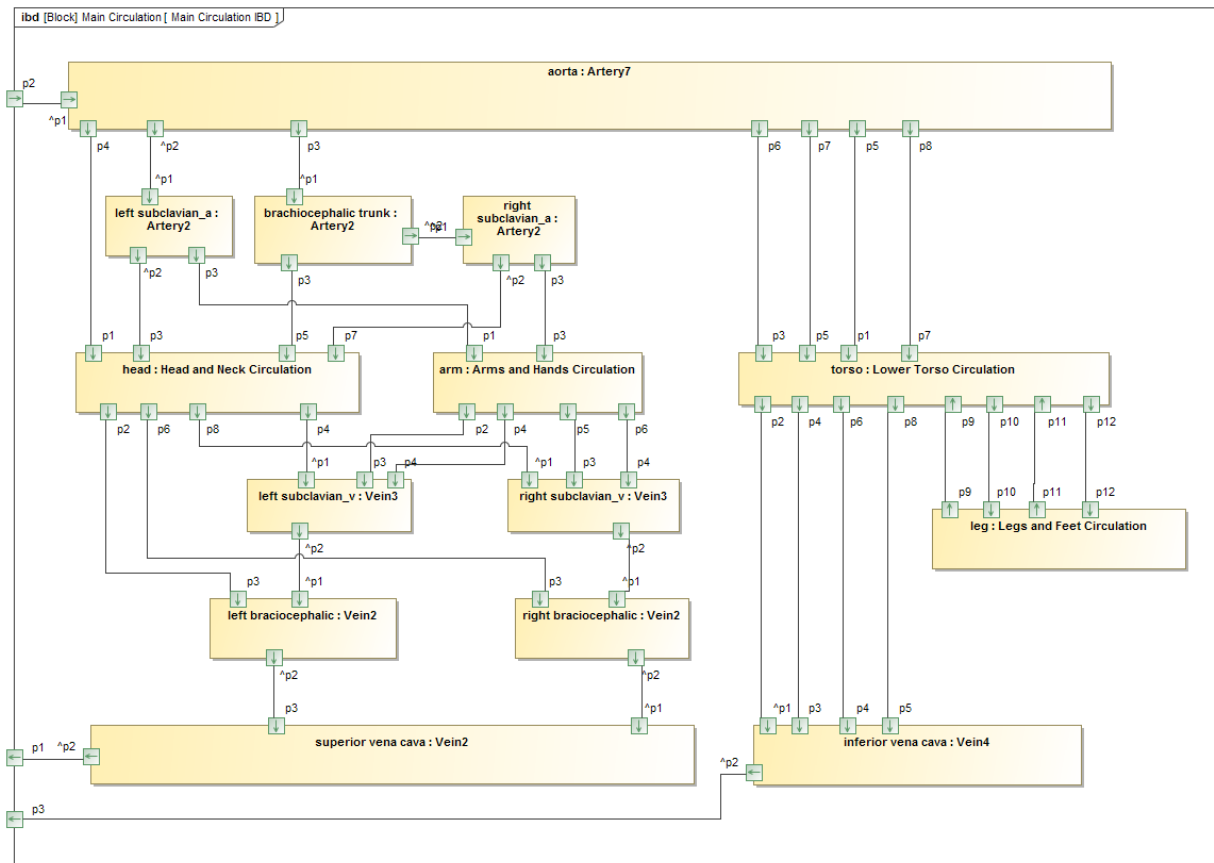 ibd [Block] Main Circulation [ Main Circulation IBD ]
aorta : Artery7
p2
^p1
p4
^p2
p3
p6
p7
p5
p8
^p1
^p1
left subclavian_a :
Artery2
brachiocephalic trunk :
Artery2
right
subclavian_a :
Artery2
^p2
^p1
^p2
p3
p3
^p2
p3
p1
p3
p5
p7
p1
p3
p3
p5
p1
p7
head : Head and Neck Circulation
arm : Arms and Hands Circulation
torso : Lower Torso Circulation
p2
p6
p8
p4
p2
p4
p5
p6
p2
p4
p6
p8
p9
p10
p11
p12
^p1
p3
p4
^p1
p3
p4
p9
p10
p11
p12
left subclavian_v : Vein3
right subclavian_v : Vein3
leg : Legs and Feet Circulation
^p2
^p2
p3
^p1
p3
^p1
left braciocephalic : Vein2
right braciocephalic : Vein2
^p2
^p2
p3
^p1
^p1
p3
p4
p5
superior vena cava : Vein2
inferior vena cava : Vein4
p1
^p2
^p2
p3